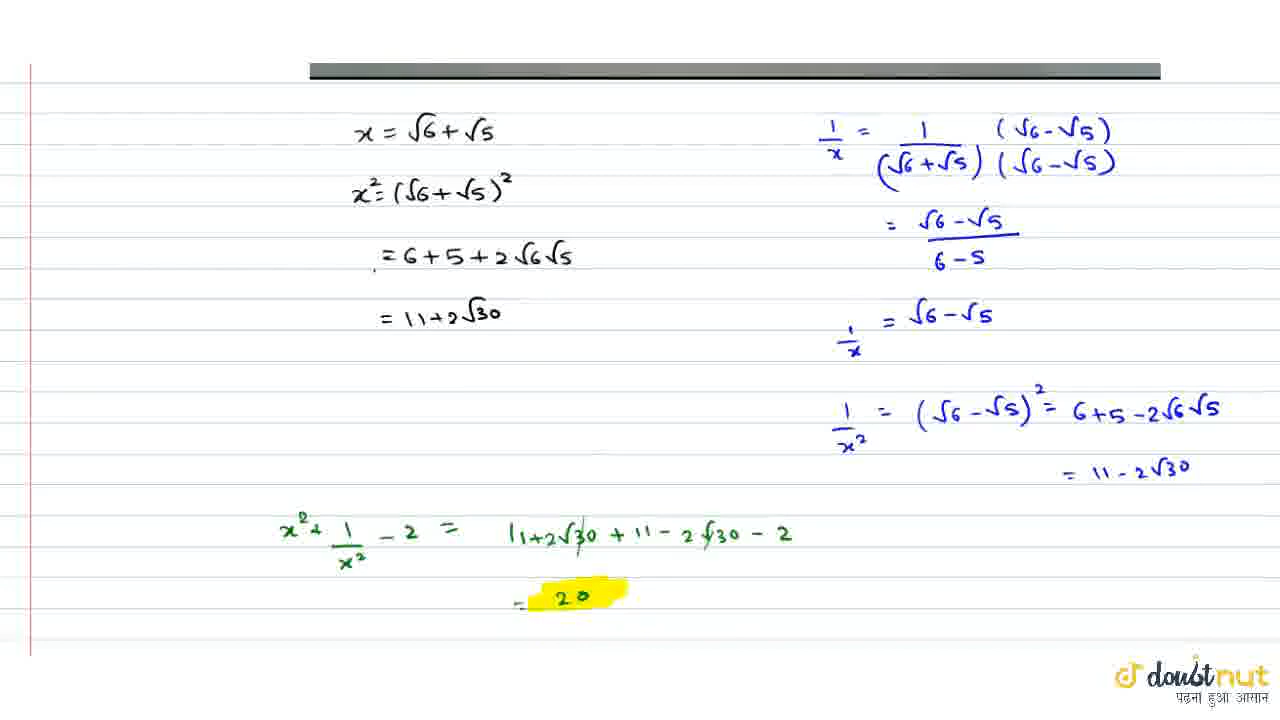 x = √6 + √5
x² = (√6 + √5)²
= 6 + 5 + 2√6√5
= 11 + 2√30
1/x = 1/(√6 + √5) (√6 - √5)/(√6 - √5)
= (√6 - √5)/(6 - 5)
1/x = √6 - √5
1/x² = (√6 - √5)² = 6 + 5 - 2√6√5
= 11 - 2√30
x² + 1/x² - 2 = 11 + 2√30 + 11 - 2√30 - 2
= 20
doubtnut
पढ़ना हुआ आसान